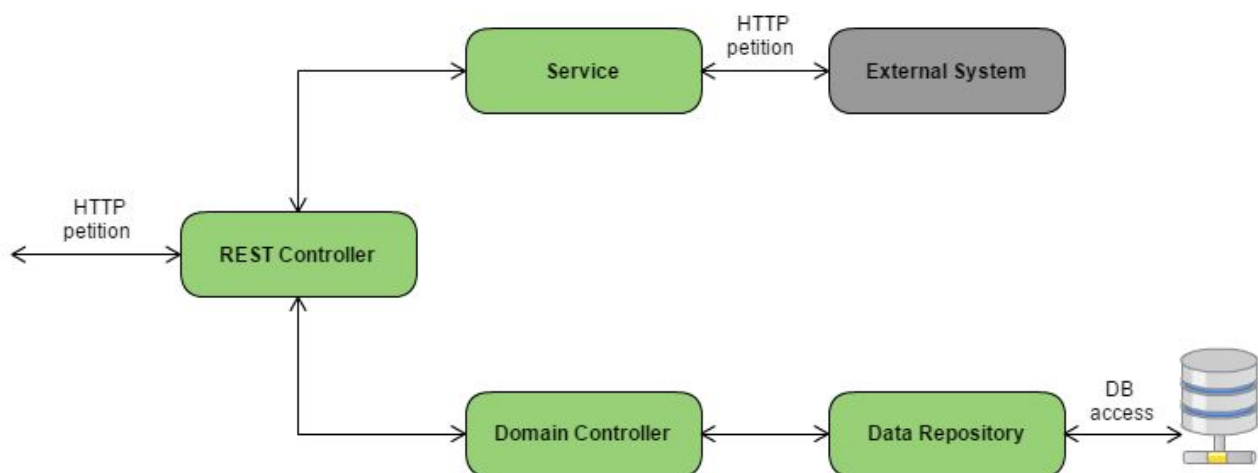 HTTP
petition
Service
External System
HTTP
petition
REST Controller
Domain Controller
Data Repository
DB
access